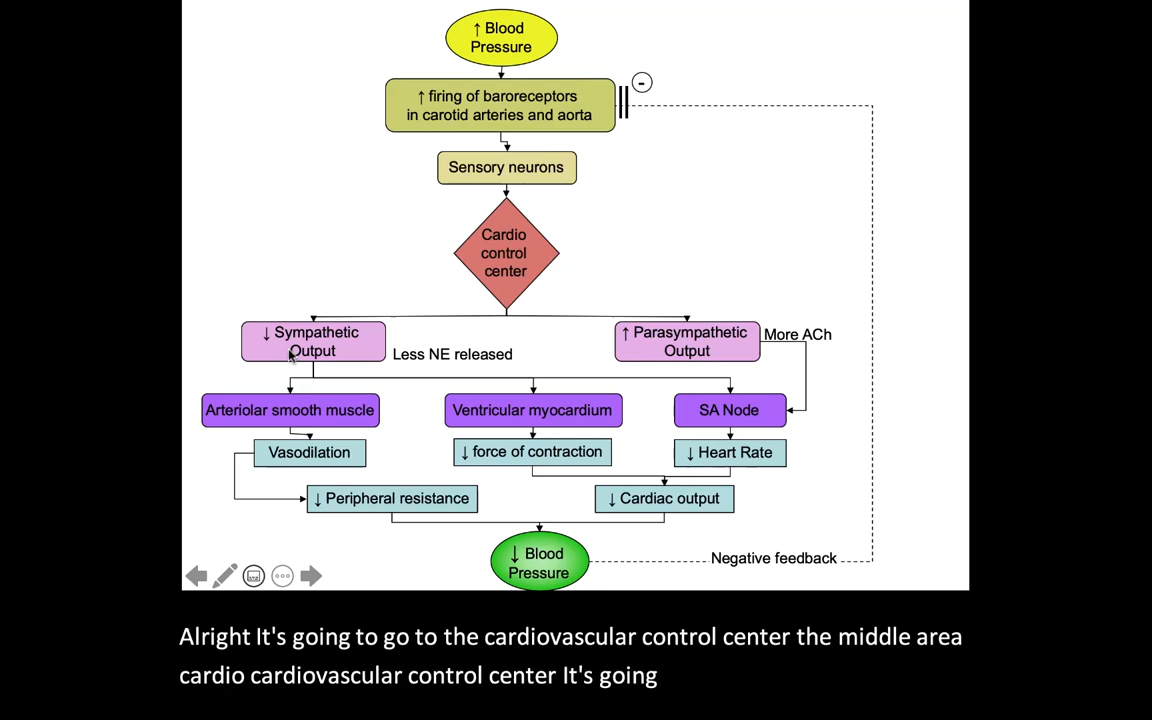 ↑ Blood
Pressure
-
↑ firing of baroreceptors
in carotid arteries and aorta
Sensory neurons
Cardio
control
center
↓ Sympathetic
Output
Less NE released
↑ Parasympathetic
Output
More ACh
Arteriolar smooth muscle
Ventricular myocardium
SA Node
Vasodilation
↓ force of contraction
↓ Heart Rate
↓ Peripheral resistance
↓ Cardiac output
↓ Blood
Pressure
Negative feedback
Alright It's going to go to the cardiovascular control center the middle area
cardio cardiovascular control center It's going